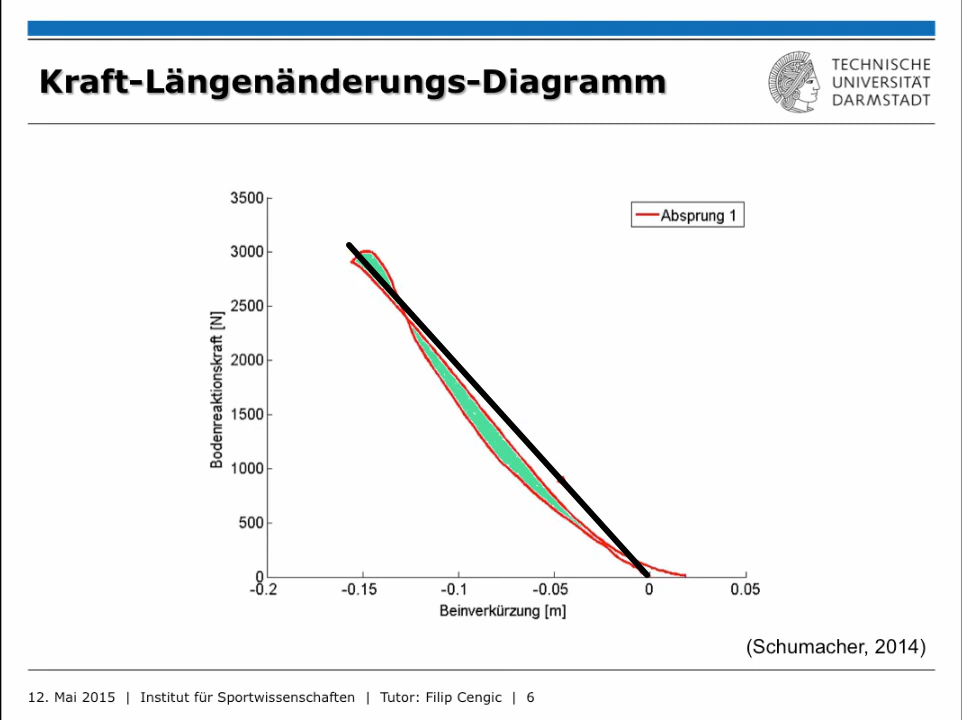 Kraft-Längenänderungs-Diagramm
TECHNISCHE
UNIVERSITÄT
DARMSTADT
3500
3000
2500
2000
1500
1000
500
0
Bodenreaktionskraft [N]
Absprung 1
-0.2 -0.15 -0.1 -0.05 0 0.05
Beinverkürzung [m]
(Schumacher, 2014)
12. Mai 2015 | Institut für Sportwissenschaften | Tutor: Filip Cengic | 6